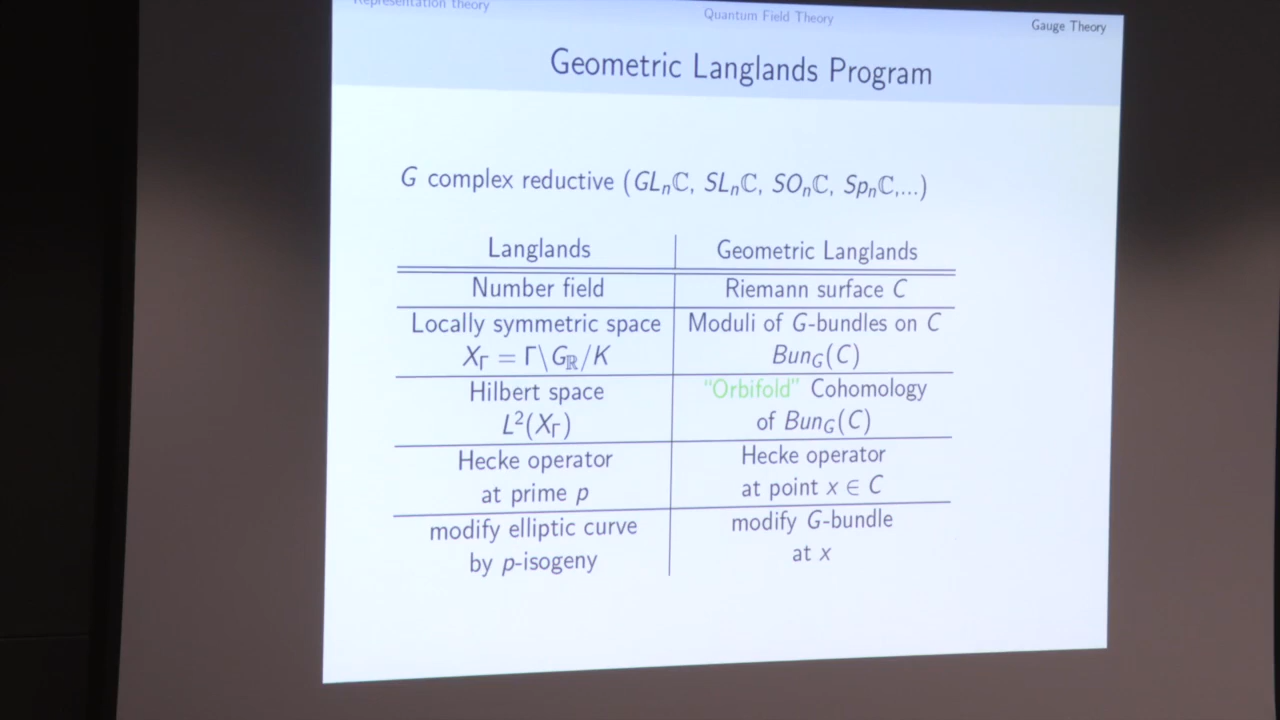 Representation theory
Quantum Field Theory
Gauge Theory
Geometric Langlands Program
G complex reductive (GLₙℂ, SLₙℂ, SOₙℂ, Spₙℂ,...)
Langlands
Geometric Langlands
Number field
Riemann surface C
Locally symmetric space
X_Γ = Γ\G_ℝ/K
Moduli of G-bundles on C
Bun_G(C)
Hilbert space
L²(X_Γ)
"Orbifold" Cohomology
of Bun_G(C)
Hecke operator
at prime p
Hecke operator
at point x ∈ C
modify elliptic curve
by p-isogeny
modify G-bundle
at x